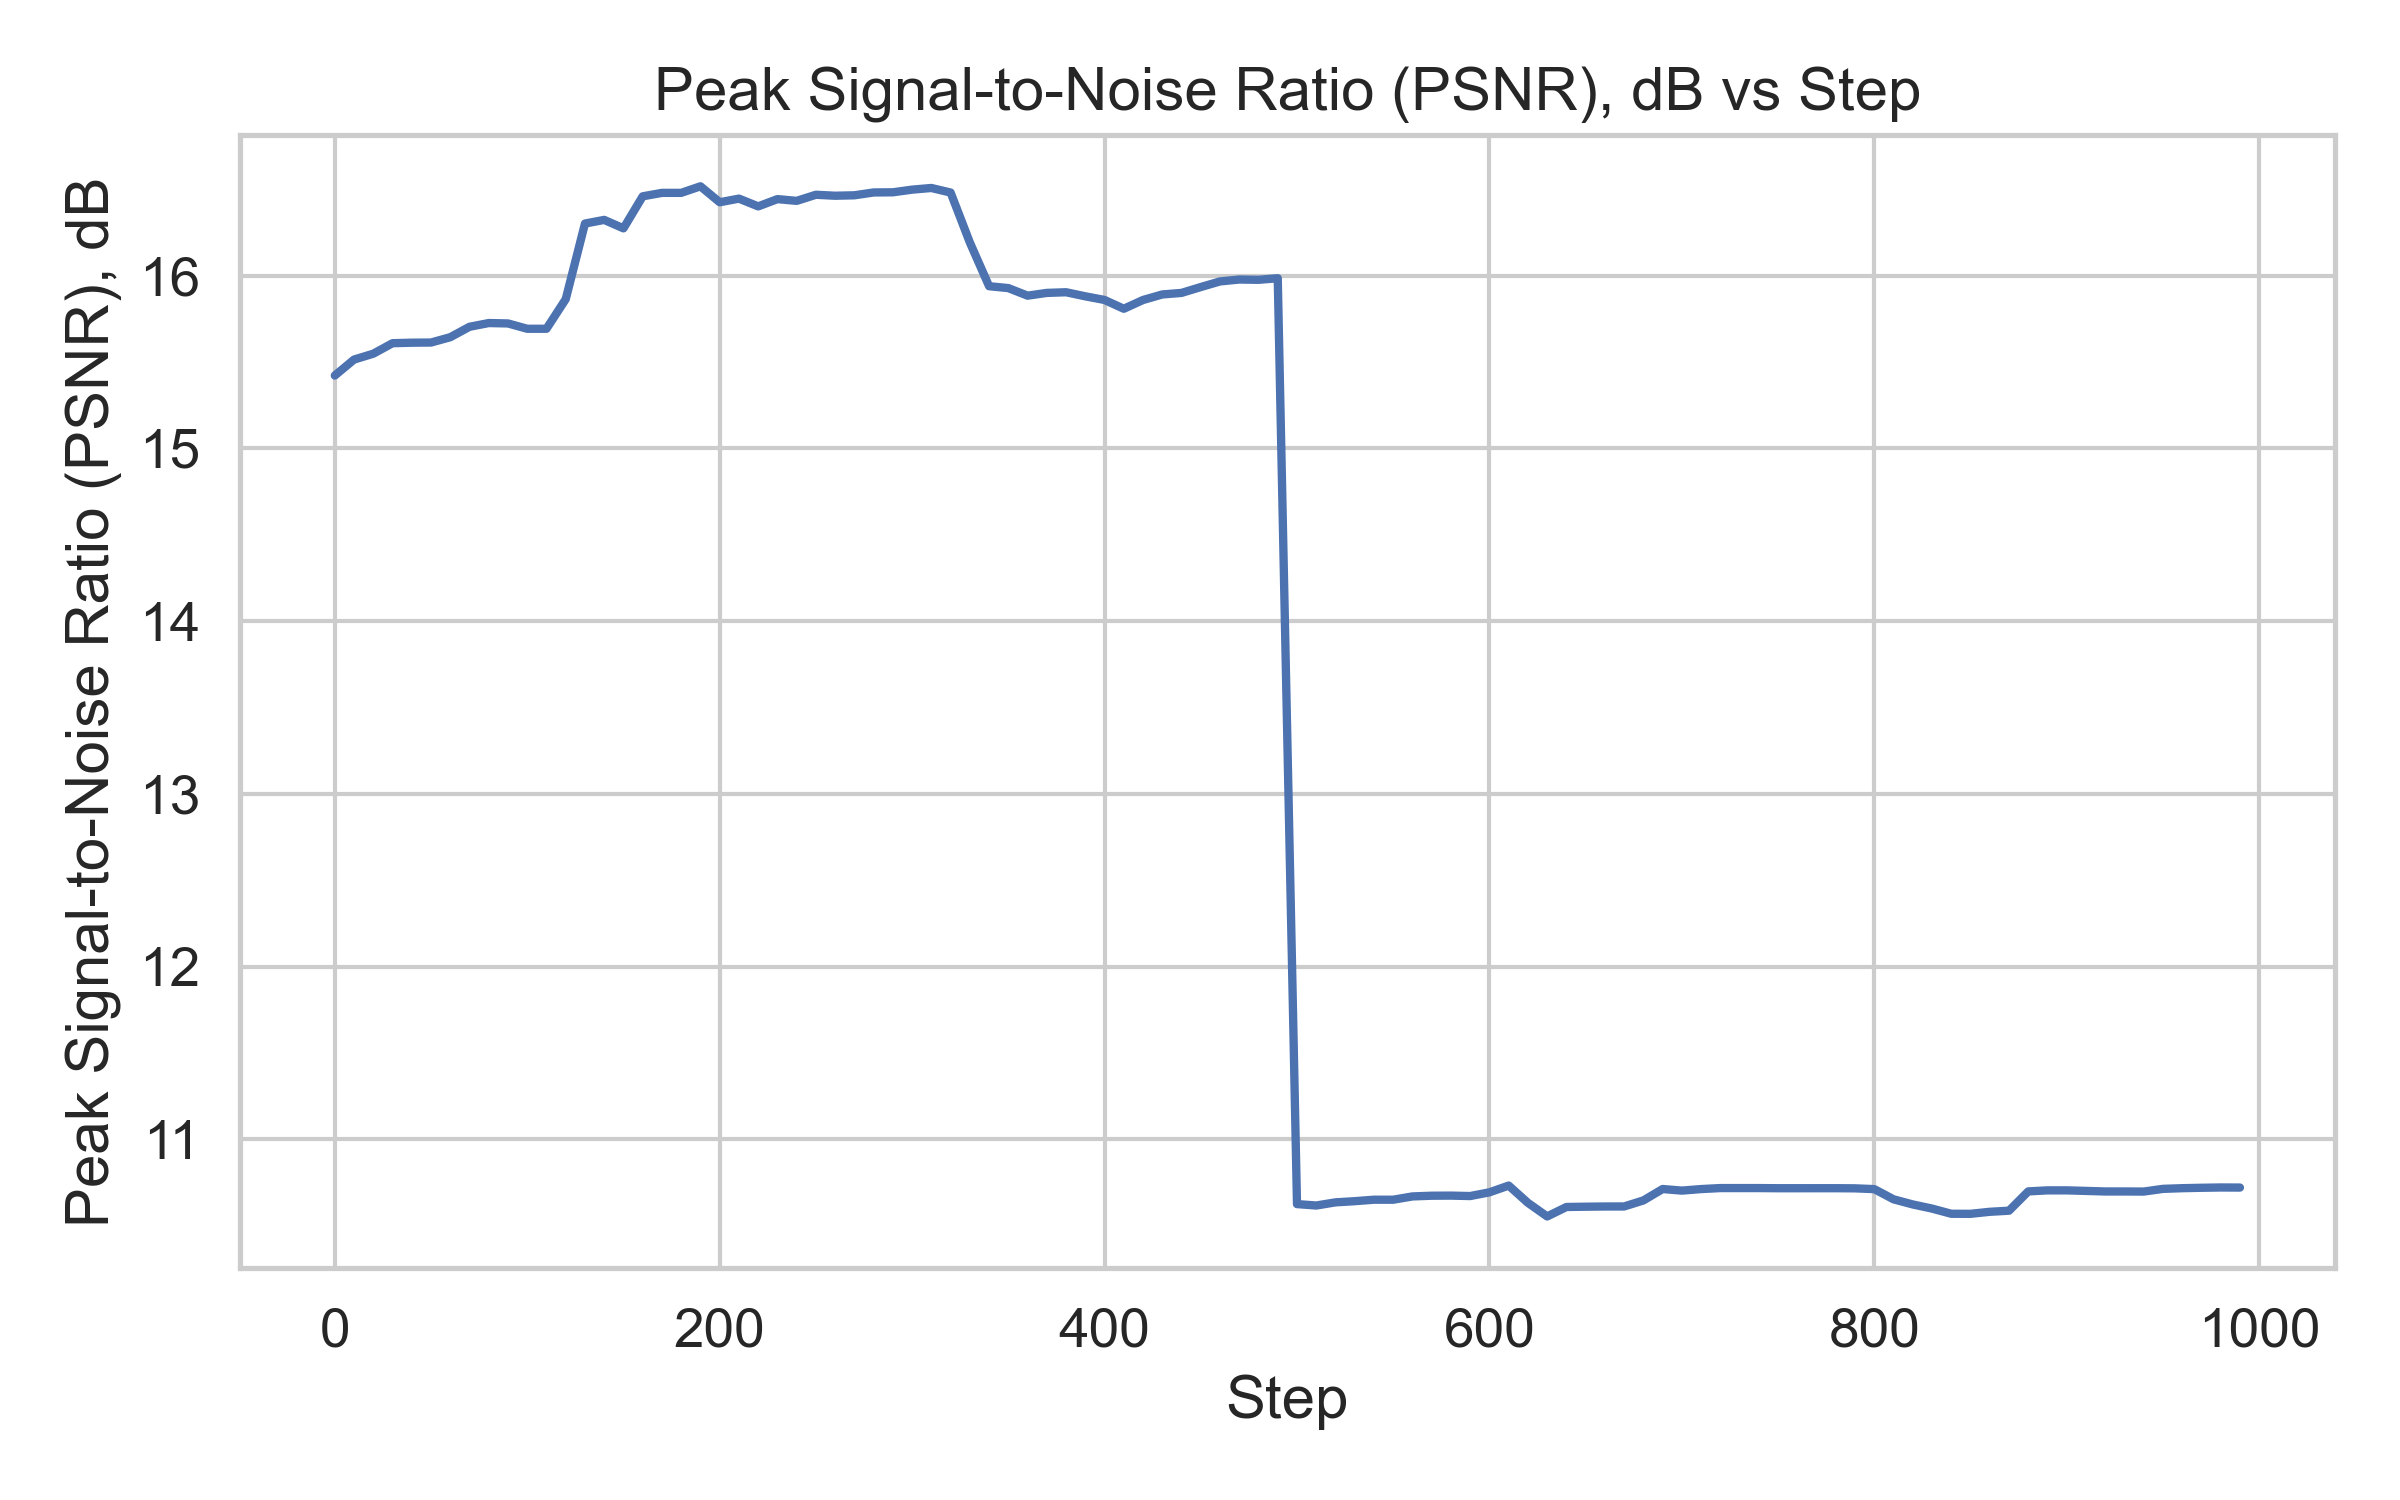 Peak Signal-to-Noise Ratio (PSNR), dB vs Step
Peak Signal-to-Noise Ratio (PSNR), dB
16
15
14
13
12
11
0 200 400 600 800 1000
Step